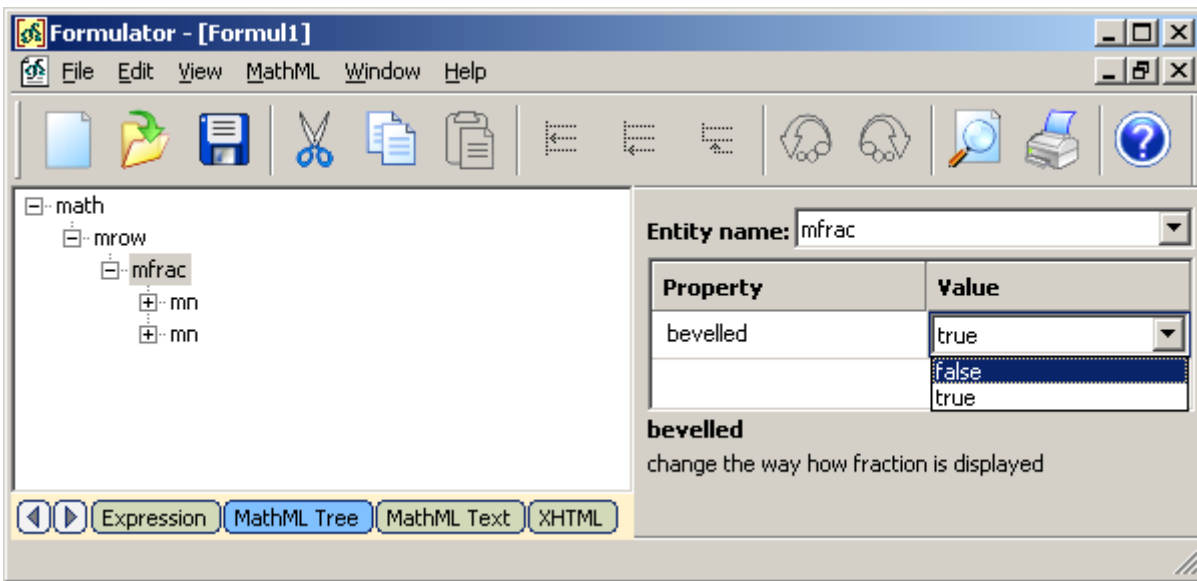 Formulator - [Formul1]
File Edit View MathML Window Help
math
mrow
mfrac
mn
mn
Entity name: mfrac
Property Value
bevelled true
false
true
bevelled
change the way how fraction is displayed
Expression MathML Tree MathML Text XHTML